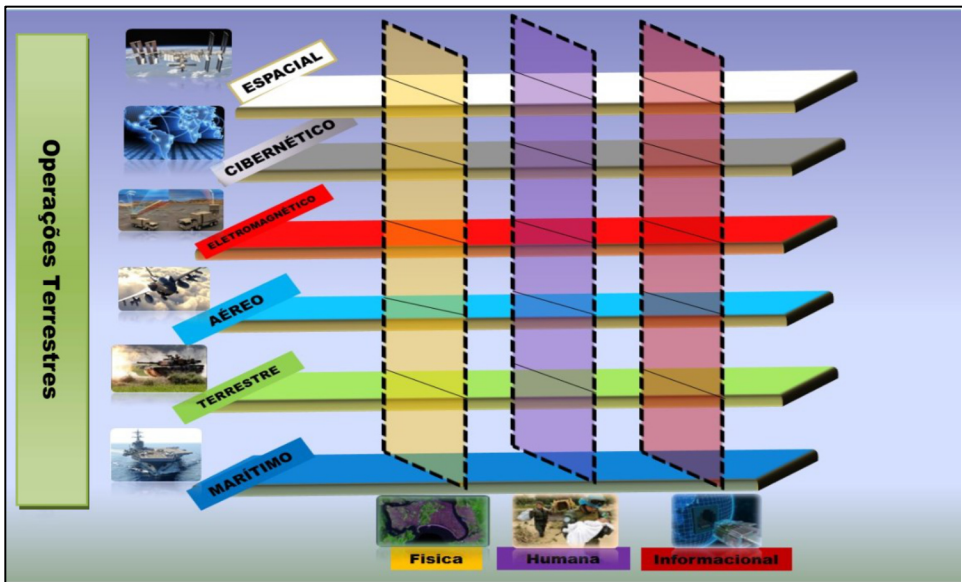 Operações Terrestres
ESPACIAL
CIBERNÉTICO
ELETROMAGNÉTICO
AÉREO
TERRESTRE
MARÍTIMO
Fisica
Humana
Informacional